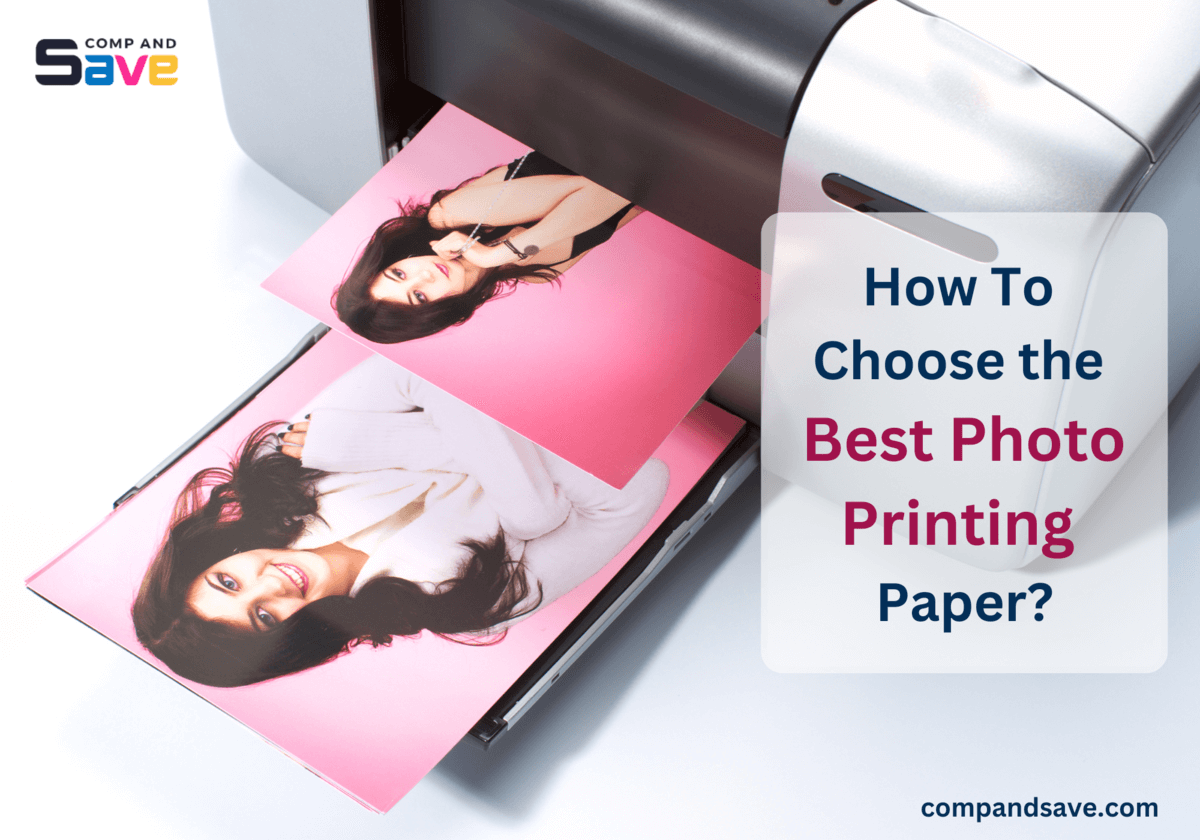 COMP AND
Save
How To
Choose the
Best Photo
Printing
Paper?
compandsave.com